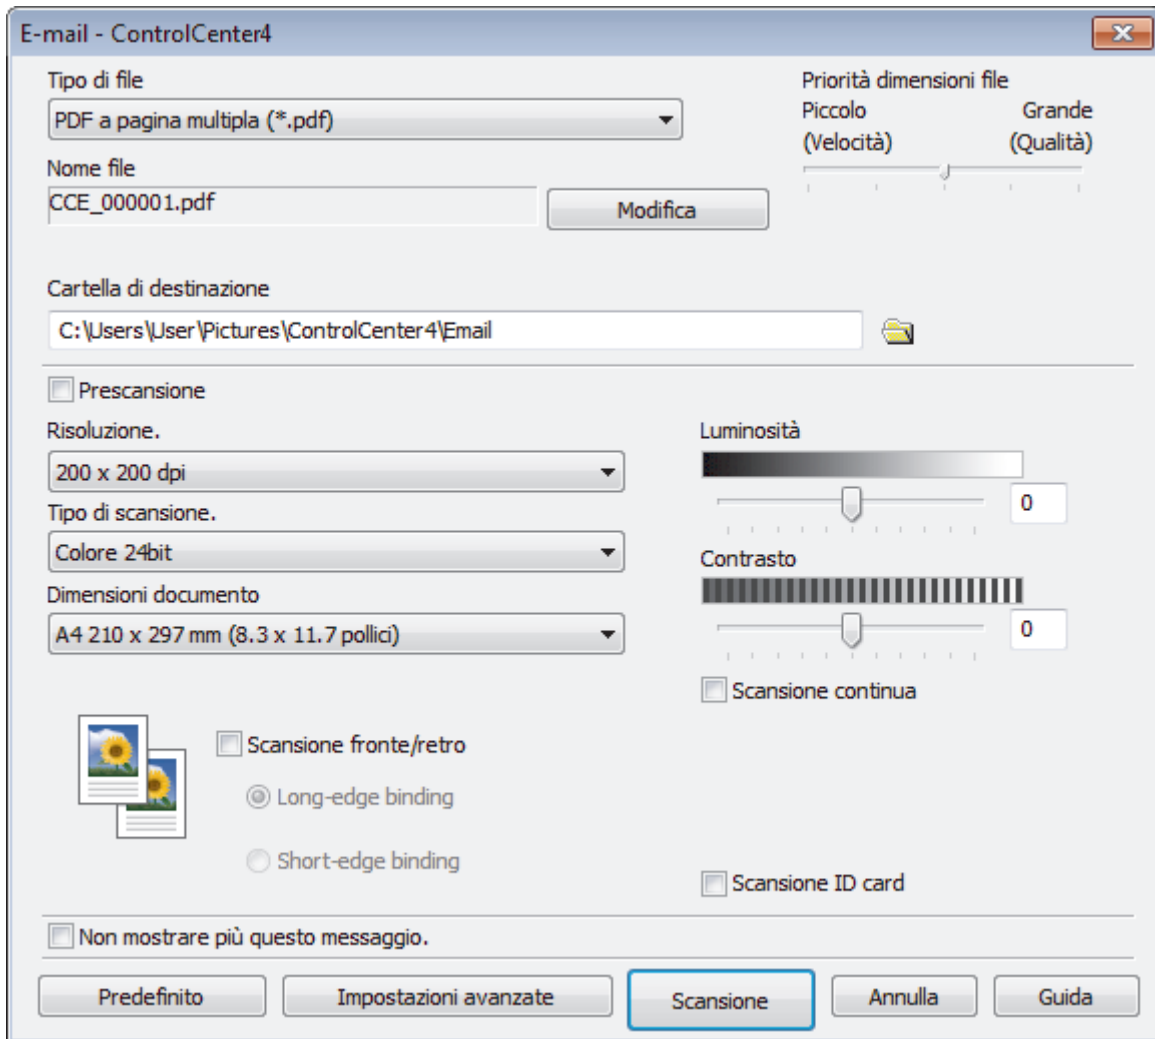 E-mail - ControlCenter4
Tipo di file
PDF a pagina multipla (*.pdf)
Priorità dimensioni file
Piccolo Grande
(Velocità) (Qualità)
Nome file
CCE_000001.pdf
Modifica
Cartella di destinazione
C:\Users\User\Pictures\ControlCenter4\Email
Prescansione
Risoluzione.
200 x 200 dpi
Tipo di scansione.
Colore 24bit
Dimensioni documento
A4 210 x 297 mm (8.3 x 11.7 pollici)
Luminosità
0
Contrasto
0
Scansione continua
Scansione fronte/retro
Long-edge binding
Short-edge binding
Scansione ID card
Non mostrare più questo messaggio.
Predefinito Impostazioni avanzate Scansione Annulla Guida